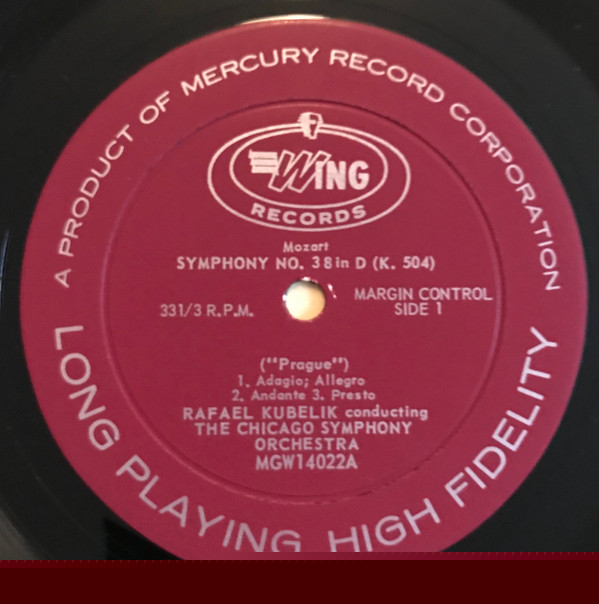 A PRODUCT OF MERCURY RECORD CORPORATION
WING
RECORDS
Mozart
SYMPHONY NO. 38 in D (K. 504)
331/3 R.P.M.
MARGIN CONTROL
SIDE 1
("Prague")
1. Adagio; Allegro
2. Andante 3. Presto
RAFAEL KUBELIK conducting
THE CHICAGO SYMPHONY
ORCHESTRA
MGW14022A
LONG PLAYING HIGH FIDELITY